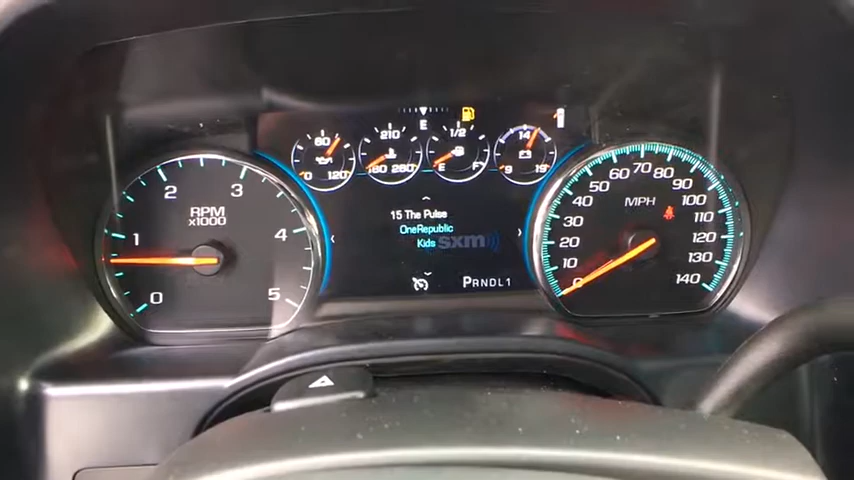 E
60
0 120
210
160 260
1/2
E F
14
9 19
1 2 3 4 5 0
RPM
x1000
15 The Pulse
OneRepublic
Kids
sxm
PRNDL1
MPH
0 10 20 30 40 50 60 70 80 90 100 110 120 130 140